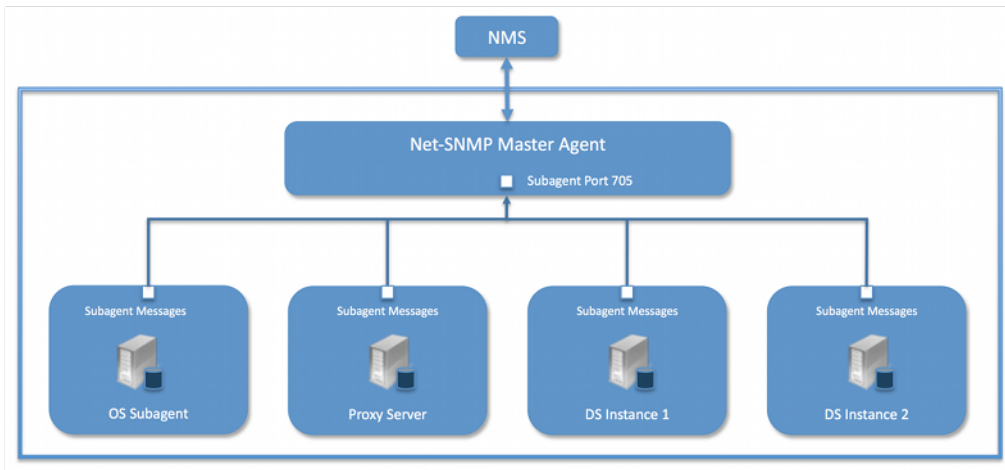 NMS
Net-SNMP Master Agent
Subagent Port 705
Subagent Messages
Subagent Messages
Subagent Messages
Subagent Messages
OS Subagent
Proxy Server
DS Instance 1
DS Instance 2